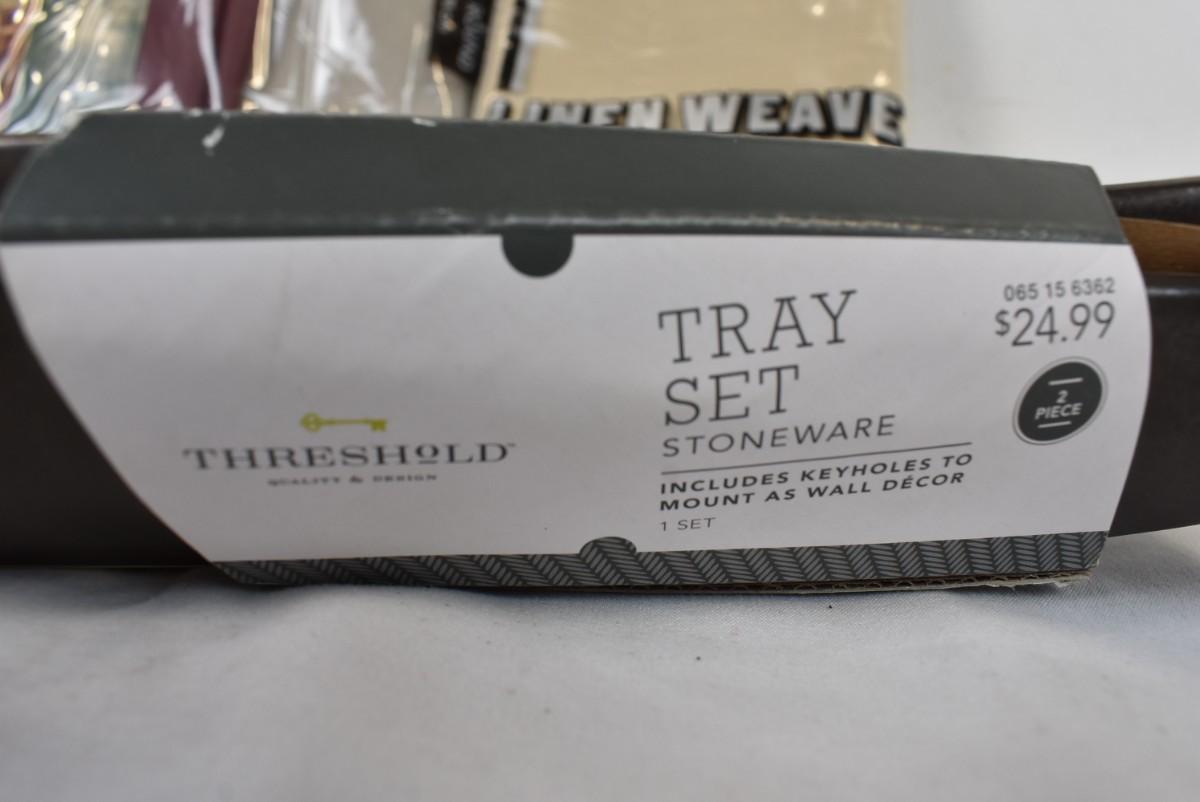 LINEN WEAVE
065 15 6362
$24.99
TRAY
SET
STONEWARE
2
PIECE
THRESHOLD™
QUALITY & DESIGN
INCLUDES KEYHOLES TO
MOUNT AS WALL DÉCOR
1 SET